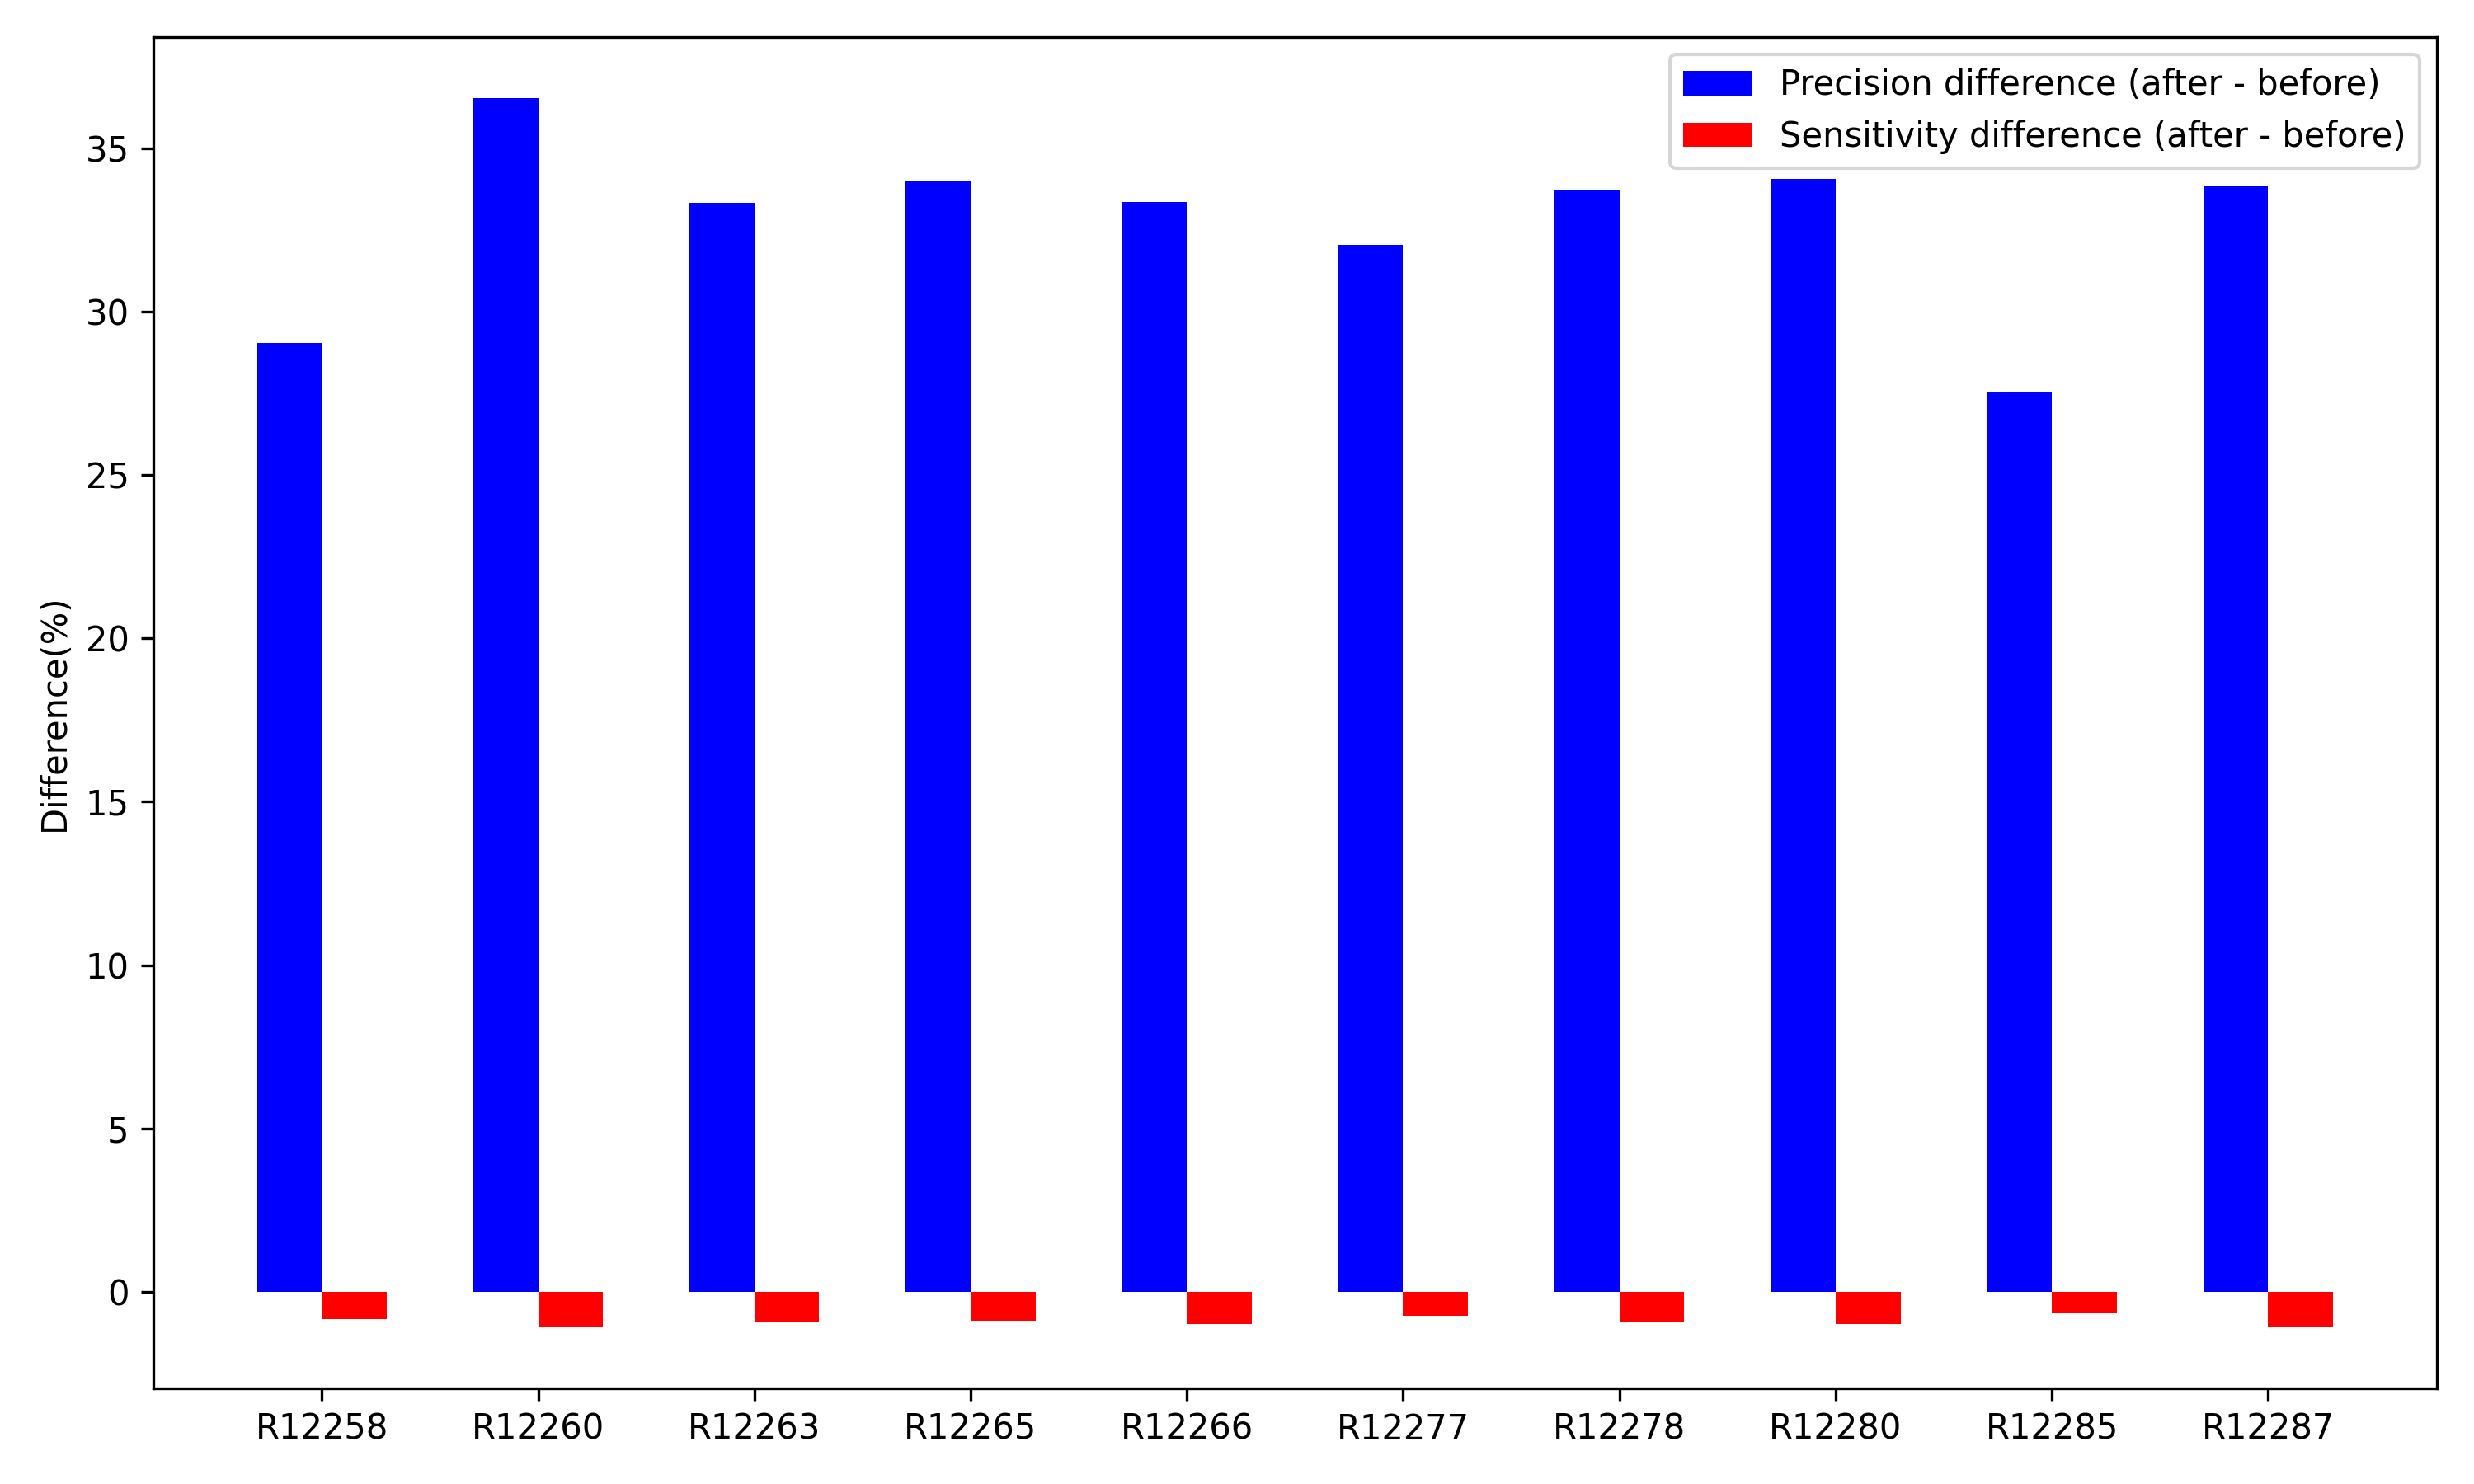 Precision difference (after - before)
Sensitivity difference (after - before)
Difference(%)
35
30
25
20
15
10
5
0
R12258 R12260 R12263 R12265 R12266 R12277 R12278 R12280 R12285 R12287